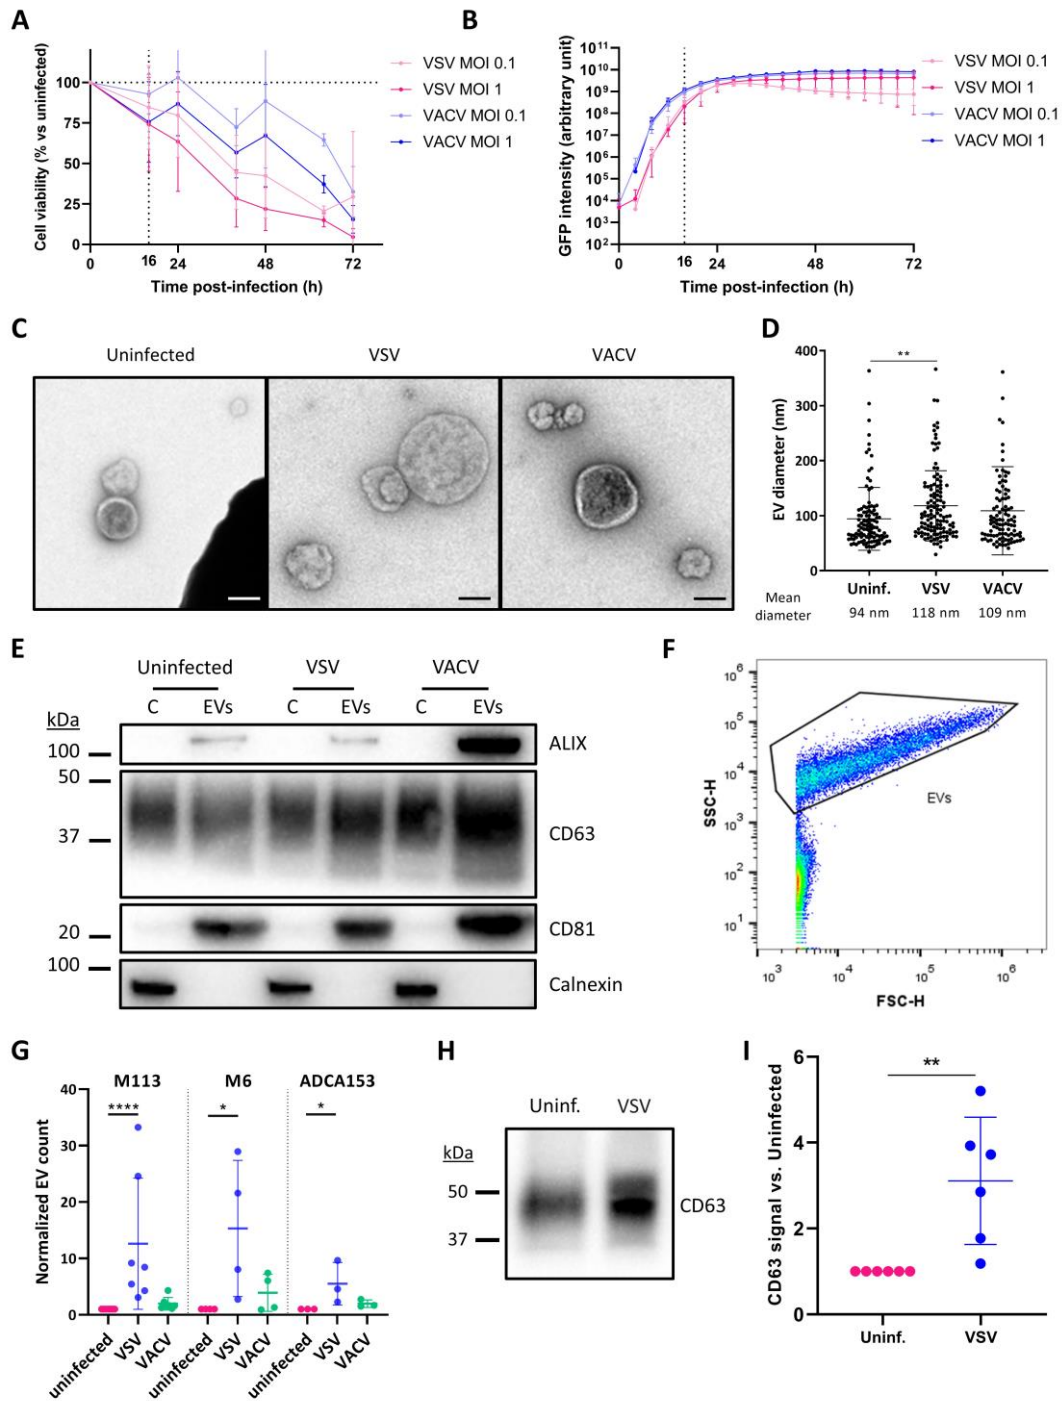 A
Cell viability (% vs uninfected)
100
75
50
25
0
0 16 24 48 72
Time post-infection (h)
VSV MOI 0.1
VSV MOI 1
VACV MOI 0.1
VACV MOI 1
B
GFP intensity (arbitrary unit)
10¹¹
10¹⁰
10⁹
10⁸
10⁷
10⁶
10⁵
10⁴
10³
10²
0 16 24 48 72
Time post-infection (h)
VSV MOI 0.1
VSV MOI 1
VACV MOI 0.1
VACV MOI 1
C
Uninfected VSV VACV
D
EV diameter (nm)
400
300
200
100
0
**
Uninf. VSV VACV
Mean diameter
94 nm 118 nm 109 nm
E
Uninfected VSV VACV
C EVs C EVs C EVs
kDa
100 ALIX
50
37 CD63
20 CD81
100
Calnexin
F
SSC-H
10⁶
10⁵
10⁴
10³
10²
10¹
EVs
10³ 10⁴ 10⁵ 10⁶
FSC-H
G
M113 M6 ADCA153
Normalized EV count
40
30
20
10
0
**** * *
uninfected VSV VACV uninfected VSV VACV uninfected VSV VACV
H
Uninf. VSV
kDa
50
37
CD63
I
CD63 signal vs. Uninfected
6
4
2
0
**
Uninf. VSV